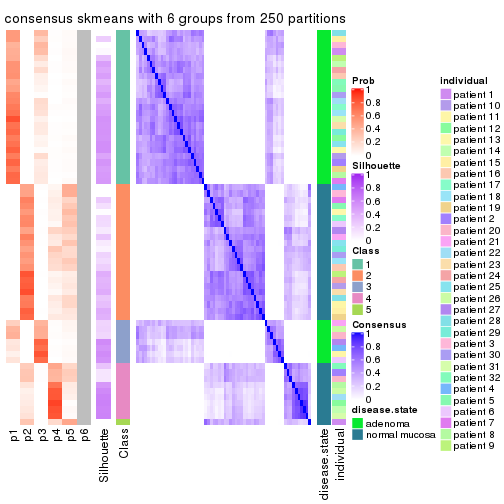 consensus skmeans with 6 groups from 250 partitions
Prob
1
0.8
0.6
0.4
0.2
0
Silhouette
1
0.8
0.6
0.4
0.2
0
Class
1
2
3
4
5
Consensus
1
0.8
0.6
0.4
0.2
0
disease.state
adenoma
normal mucosa
individual
patient 1
patient 10
patient 11
patient 12
patient 13
patient 14
patient 15
patient 16
patient 17
patient 18
patient 19
patient 2
patient 20
patient 21
patient 22
patient 23
patient 24
patient 25
patient 26
patient 27
patient 28
patient 29
patient 3
patient 30
patient 31
patient 32
patient 4
patient 5
patient 6
patient 7
patient 8
patient 9
p1
p2
p3
p4
p5
p6
Silhouette
Class
disease.state
individual